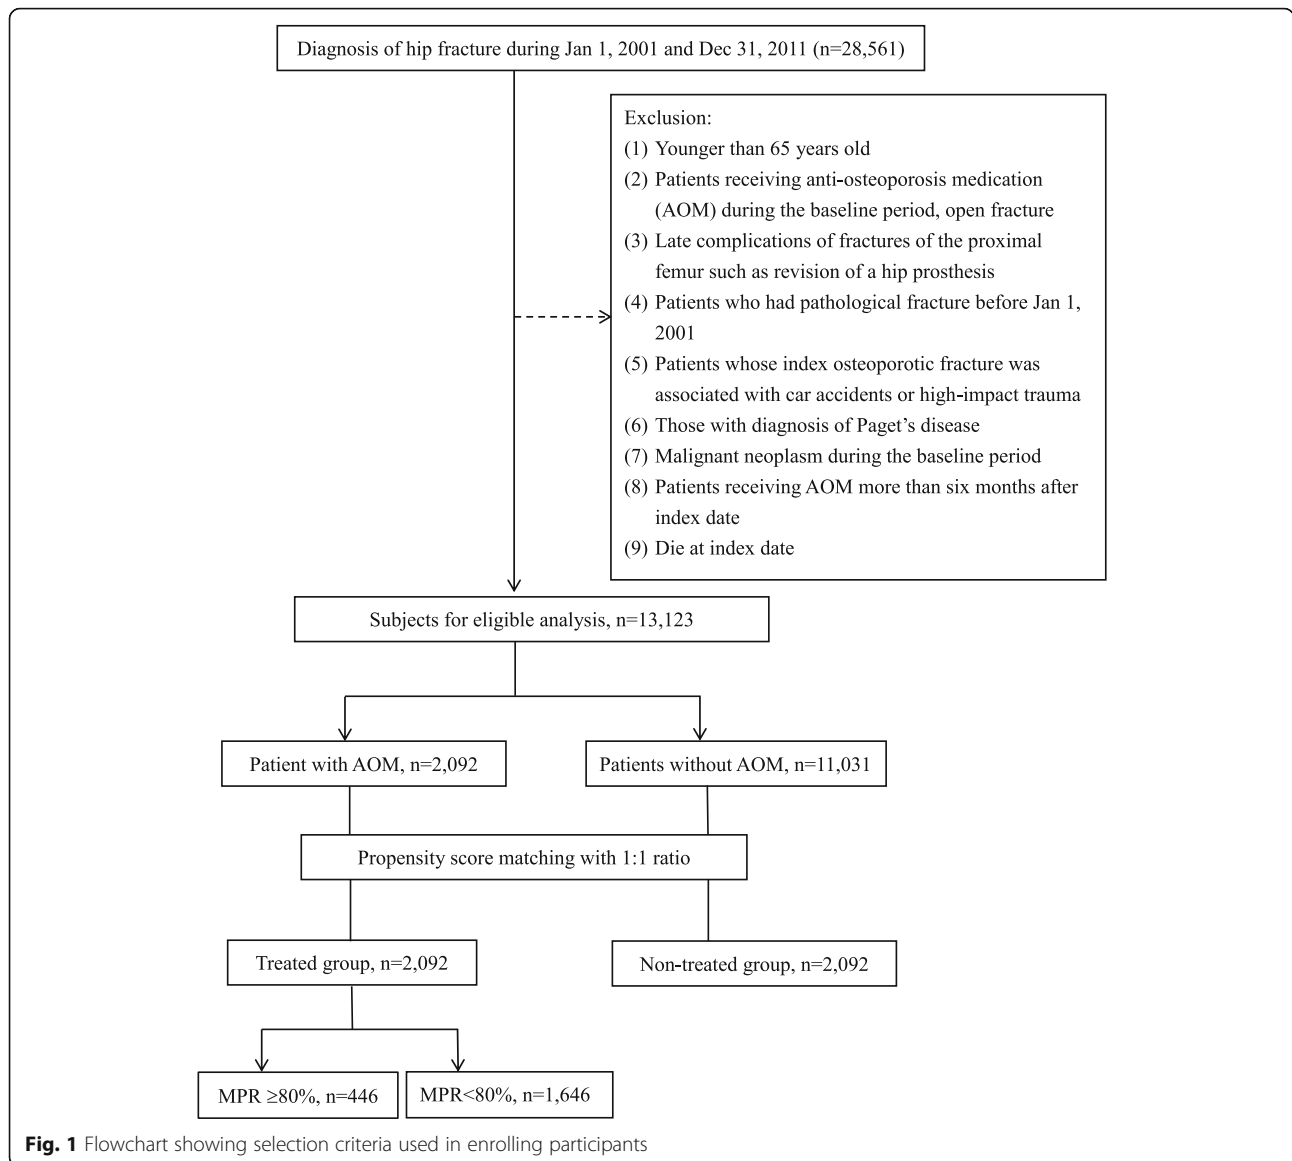 Diagnosis of hip fracture during Jan 1, 2001 and Dec 31, 2011 (n=28,561)
Exclusion:
(1) Younger than 65 years old
(2) Patients receiving anti-osteoporosis medication
(AOM) during the baseline period, open fracture
(3) Late complications of fractures of the proximal
femur such as revision of a hip prosthesis
(4) Patients who had pathological fracture before Jan 1,
2001
(5) Patients whose index osteoporotic fracture was
associated with car accidents or high-impact trauma
(6) Those with diagnosis of Paget’s disease
(7) Malignant neoplasm during the baseline period
(8) Patients receiving AOM more than six months after
index date
(9) Die at index date
Subjects for eligible analysis, n=13,123
Patient with AOM, n=2,092
Patients without AOM, n=11,031
Propensity score matching with 1:1 ratio
Treated group, n=2,092
Non-treated group, n=2,092
MPR ≥80%, n=446
MPR<80%, n=1,646
Fig. 1 Flowchart showing selection criteria used in enrolling participants